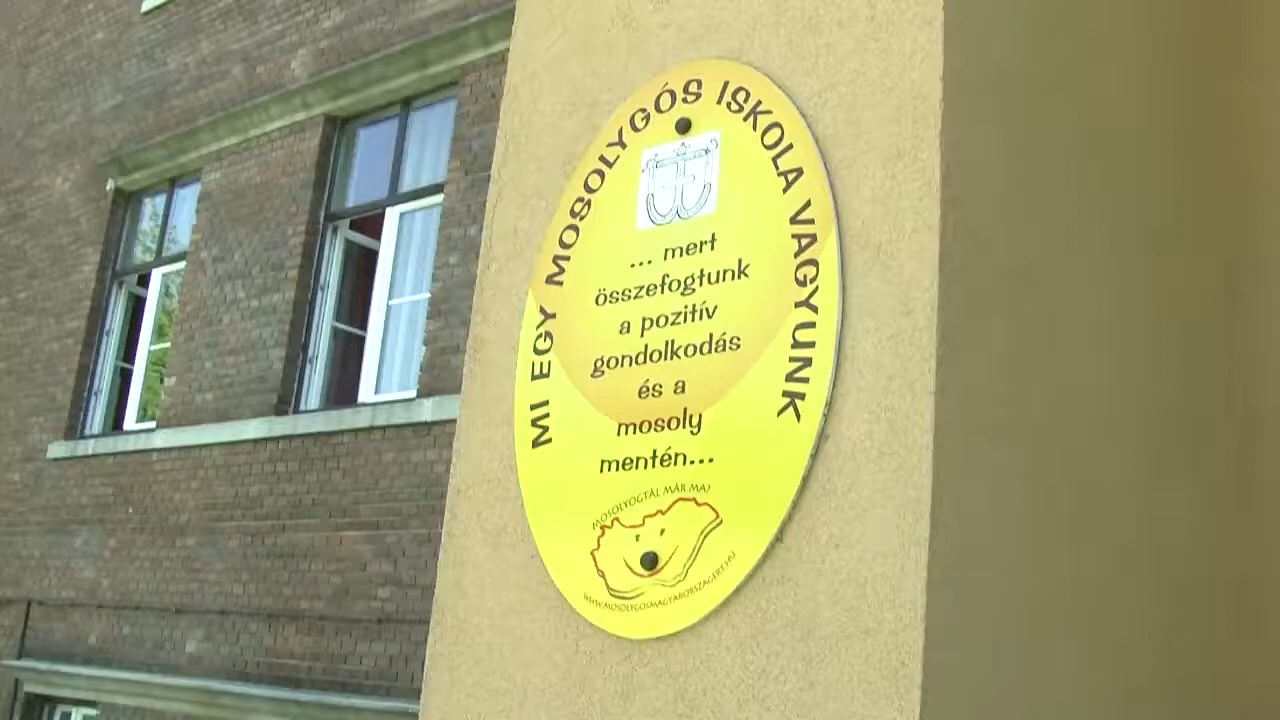 MI EGY MOSOLYGÓS ISKOLA VAGYUNK
... mert
összefogtunk
a pozitív
gondolkodás
és a
mosoly
mentén...
MOSOLYOGTÁL MÁR MA?
WWW.MOSOLYGOSMAGYARORSZAGERT.HU